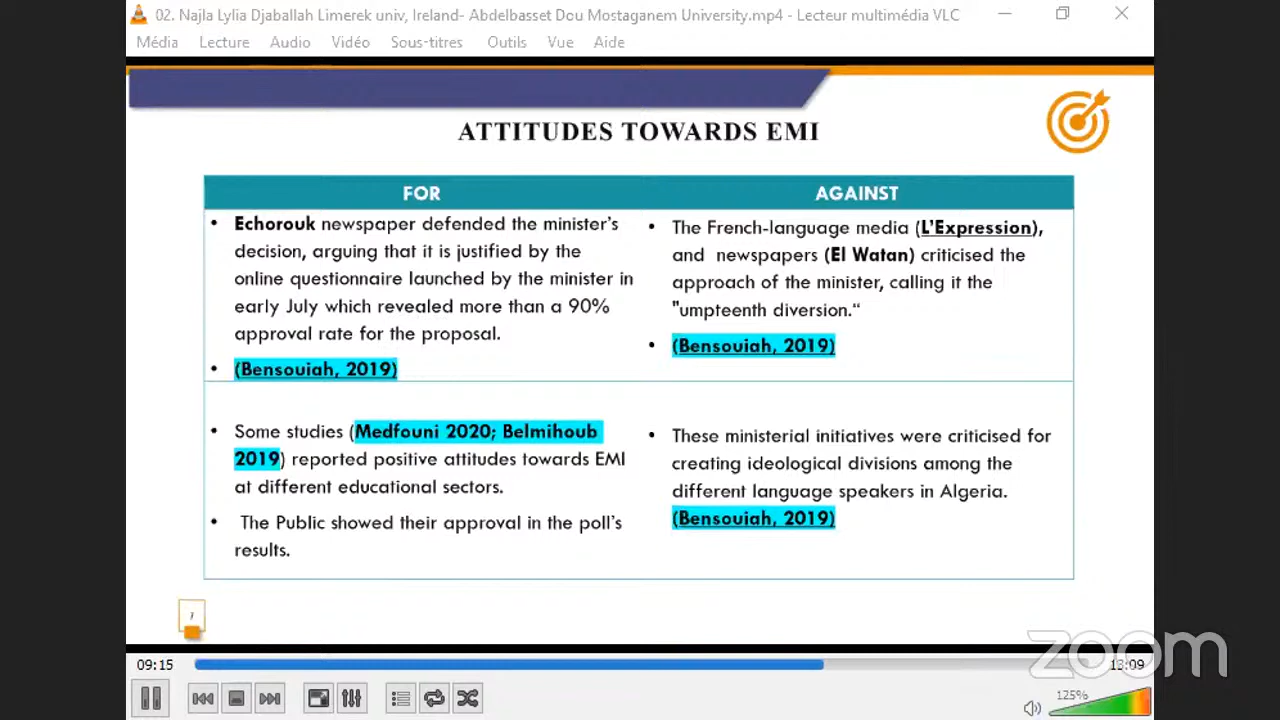 02. Najla Lylia Djaballah Limerek univ, Ireland- Abdelbasset Dou Mostaganem University.mp4 - Lecteur multimédia VLC
Média Lecture Audio Vidéo Sous-titres Outils Vue Aide
ATTITUDES TOWARDS EMI
FOR
• Echorouk newspaper defended the minister's
decision, arguing that it is justified by the
online questionnaire launched by the minister in
early July which revealed more than a 90%
approval rate for the proposal.
• (Bensouiah, 2019)
AGAINST
• The French-language media (L'Expression),
and newspapers (El Watan) criticised the
approach of the minister, calling it the
"umpteenth diversion.“
• (Bensouiah, 2019)
• Some studies (Medfouni 2020; Belmihoub
2019) reported positive attitudes towards EMI
at different educational sectors.
• The Public showed their approval in the poll's
results.
• These ministerial initiatives were criticised for
creating ideological divisions among the
different language speakers in Algeria.
(Bensouiah, 2019)
7
zoom
09:15
13:09
125%